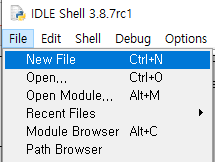 IDLE Shell 3.8.7rc1
File Edit Shell Debug Options
New File Ctrl+N
Open... Ctrl+O
Open Module... Alt+M
Recent Files
Module Browser Alt+C
Path Browser